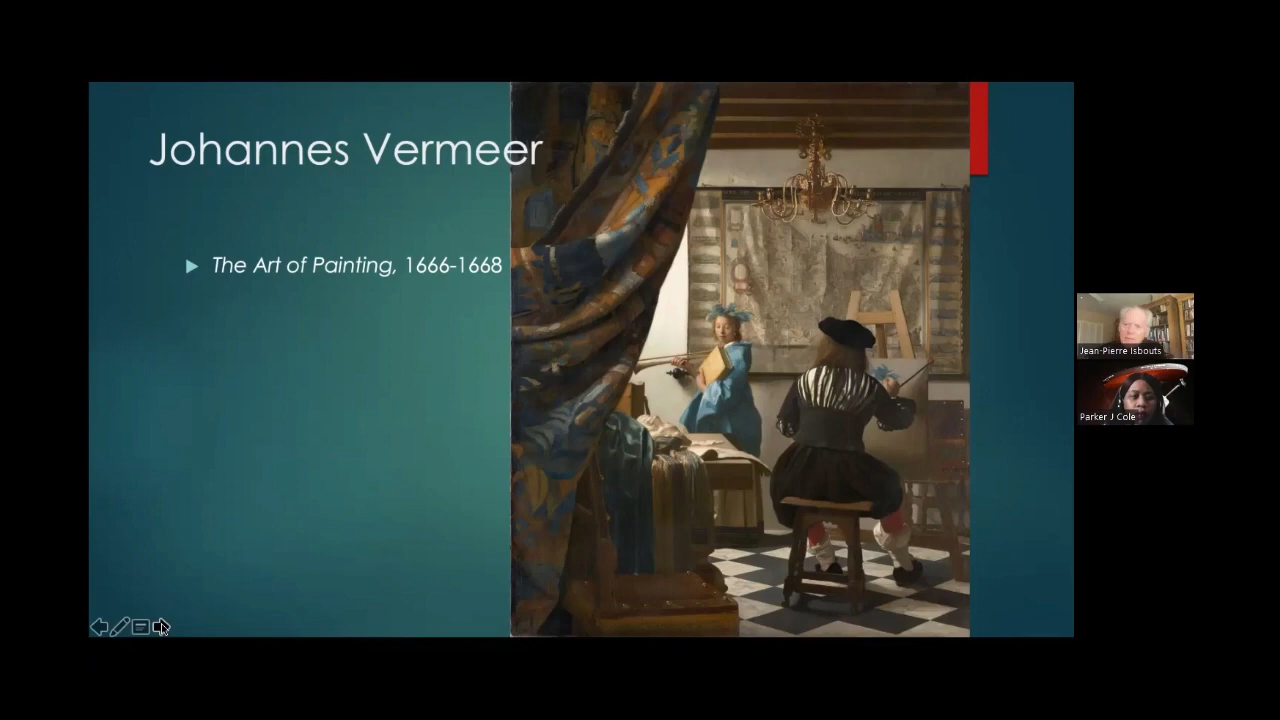 Johannes Vermeer
The Art of Painting, 1666-1668
Jean-Pierre Isbouts
Parker J Cole